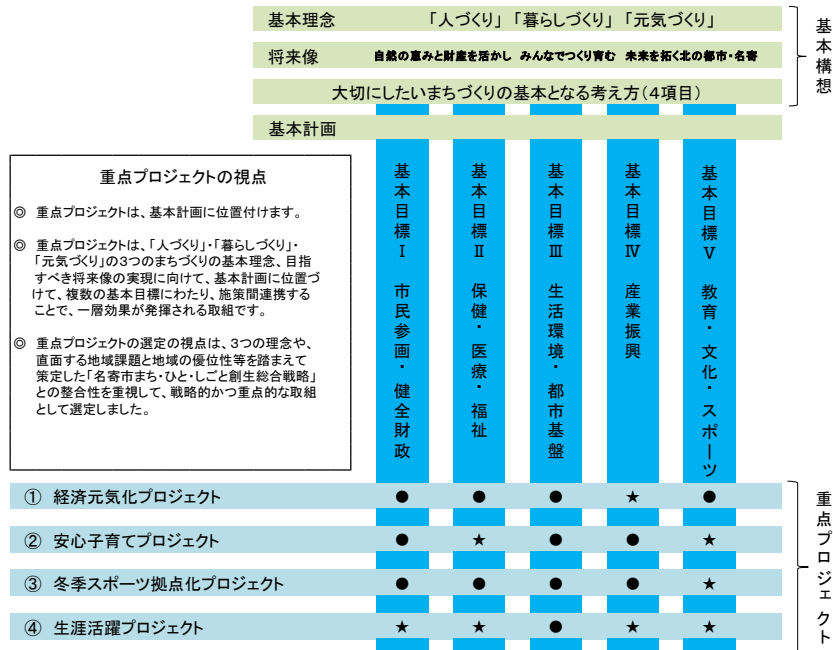 基本理念 「人づくり」「暮らしづくり」「元気づくり」
将来像 自然の恵みと財産を活かし みんなでつくり育む 未来を拓く北の都市・名寄
大切にしたいまちづくりの基本となる考え方(4項目)
基本構想
基本計画
重点プロジェクトの視点
◎ 重点プロジェクトは、基本計画に位置付けます。
◎ 重点プロジェクトは、「人づくり」・「暮らしづくり」・
「元気づくり」の3つのまちづくりの基本理念、目指
すべき将来像の実現に向けて、基本計画に位置づ
けて、複数の基本目標にわたり、施策間連携する
ことで、一層効果が発揮される取組です。
◎ 重点プロジェクトの選定の視点は、3つの理念や、
直面する地域課題と地域の優位性等を踏まえて
策定した「名寄市まち・ひと・しごと創生総合戦略」
との整合性を重視して、戦略的かつ重点的な取組
として選定しました。
基本目標Ⅰ 市民参画・健全財政
基本目標Ⅱ 保健・医療・福祉
基本目標Ⅲ 生活環境・都市基盤
基本目標Ⅳ 産業振興
基本目標Ⅴ 教育・文化・スポーツ
① 経済元気化プロジェクト ● ● ● ★ ●
② 安心子育てプロジェクト ● ★ ● ● ★
③ 冬季スポーツ拠点化プロジェクト ● ● ● ● ★
④ 生涯活躍プロジェクト ★ ★ ● ★ ★
重点プロジェクト